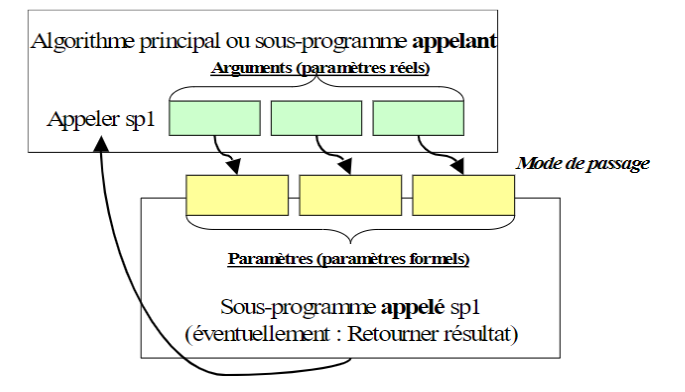 Algorithme principal ou sous-programme appelant
Arguments (paramètres réels)
Appeler sp1
Mode de passage
Paramètres (paramètres formels)
Sous-programme appelé sp1
(éventuellement : Retourner résultat)